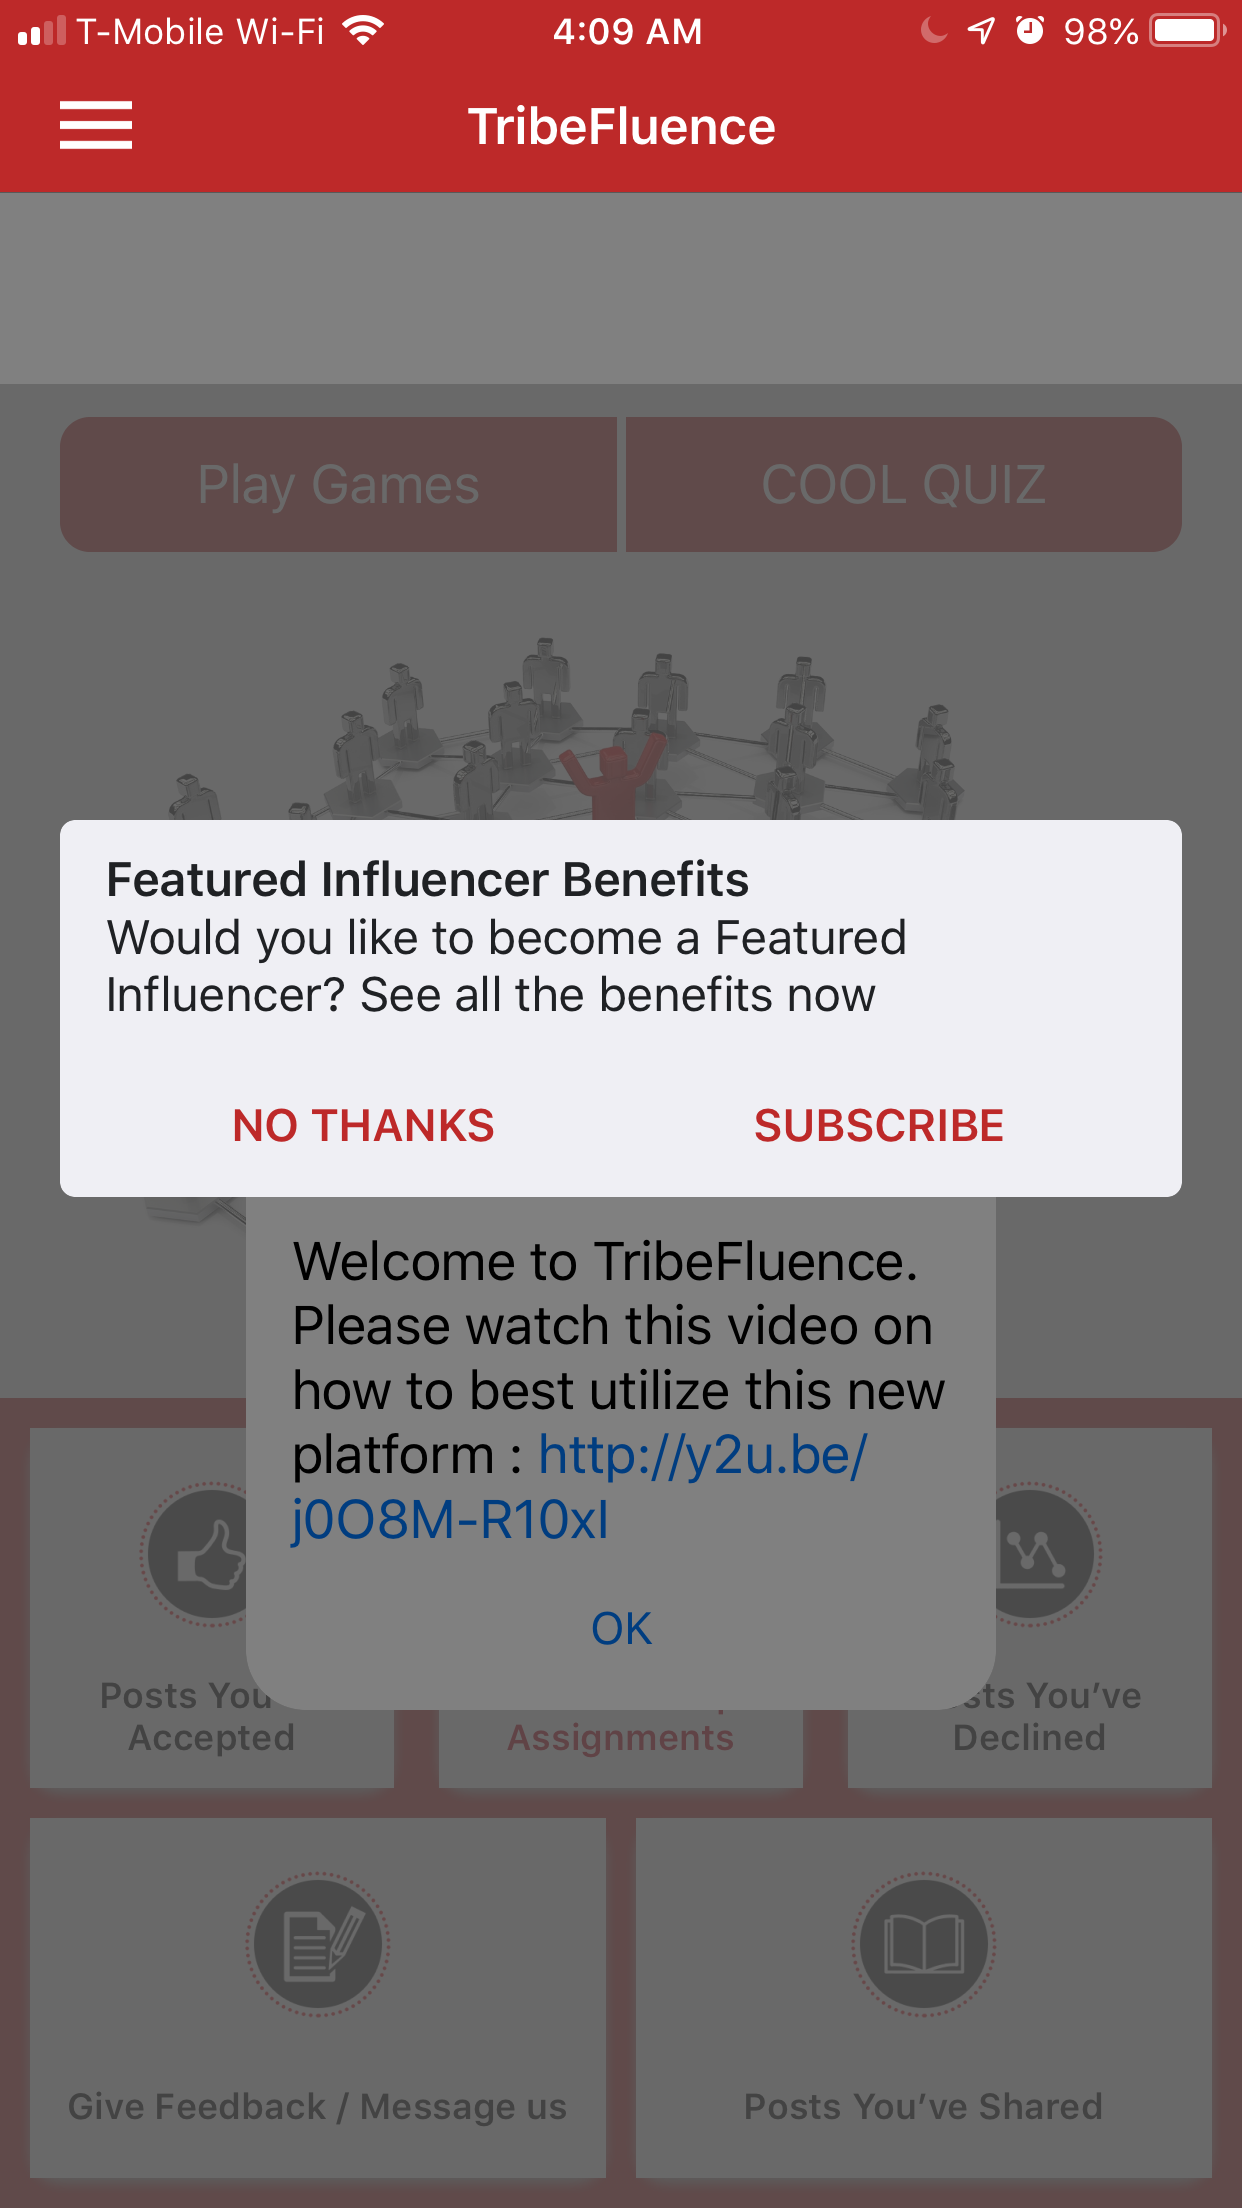 T-Mobile Wi-Fi 4:09 AM 98%
TribeFluence
Play Games COOL QUIZ
Featured Influencer Benefits
Would you like to become a Featured
Influencer? See all the benefits now
NO THANKS SUBSCRIBE
Welcome to TribeFluence.
Please watch this video on
how to best utilize this new
platform : http://y2u.be/
j0O8M-R10xI
OK
Posts You
Accepted
Assignments
sts You've
Declined
Give Feedback / Message us
Posts You've Shared